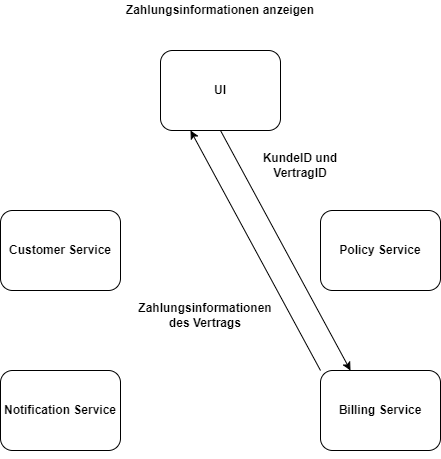 Zahlungsinformationen anzeigen
UI
KundeID und
VertragID
Customer Service
Policy Service
Zahlungsinformationen
des Vertrags
Notification Service
Billing Service